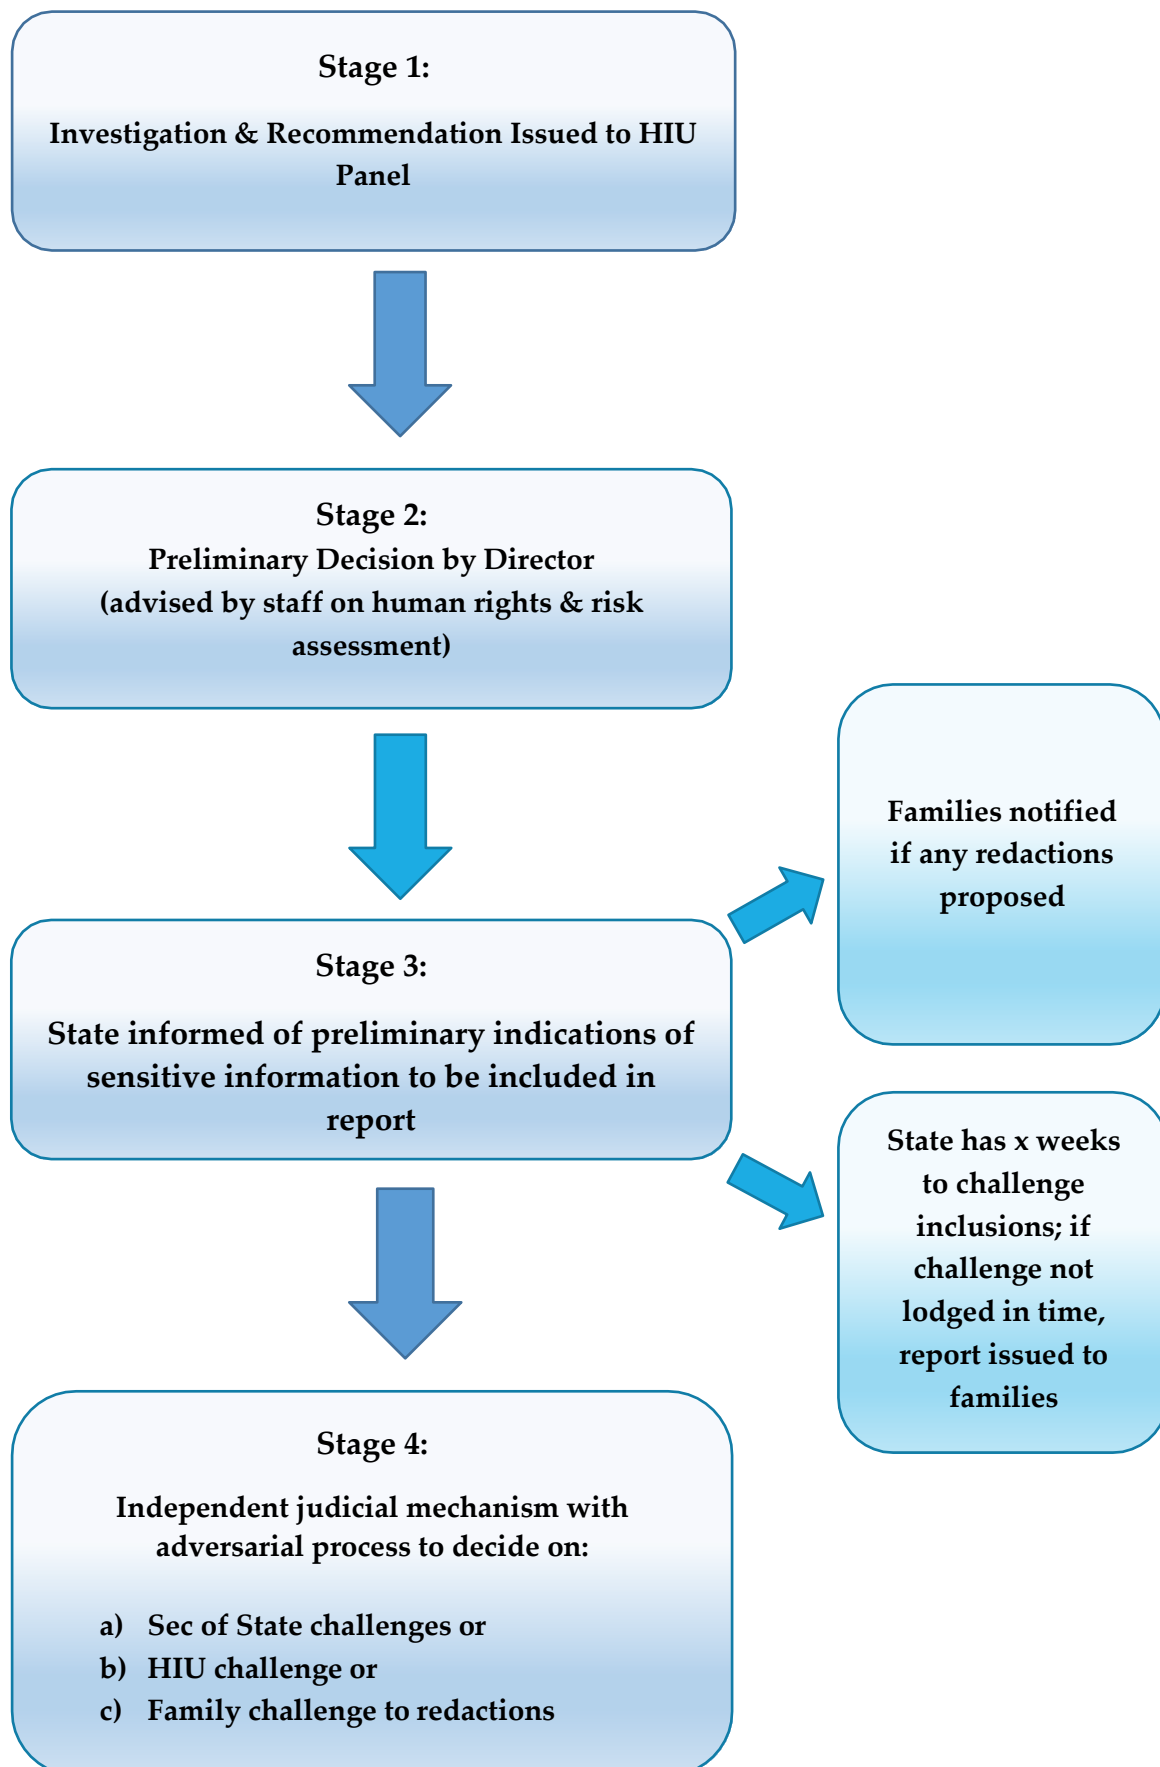 Stage 1:
Investigation & Recommendation Issued to HIU
Panel
Stage 2:
Preliminary Decision by Director
(advised by staff on human rights & risk
assessment)
Families notified
if any redactions
proposed
Stage 3:
State informed of preliminary indications of
sensitive information to be included in
report
State has x weeks
to challenge
inclusions; if
challenge not
lodged in time,
report issued to
families
Stage 4:
Independent judicial mechanism with
adversarial process to decide on:
a) Sec of State challenges or
b) HIU challenge or
c) Family challenge to redactions